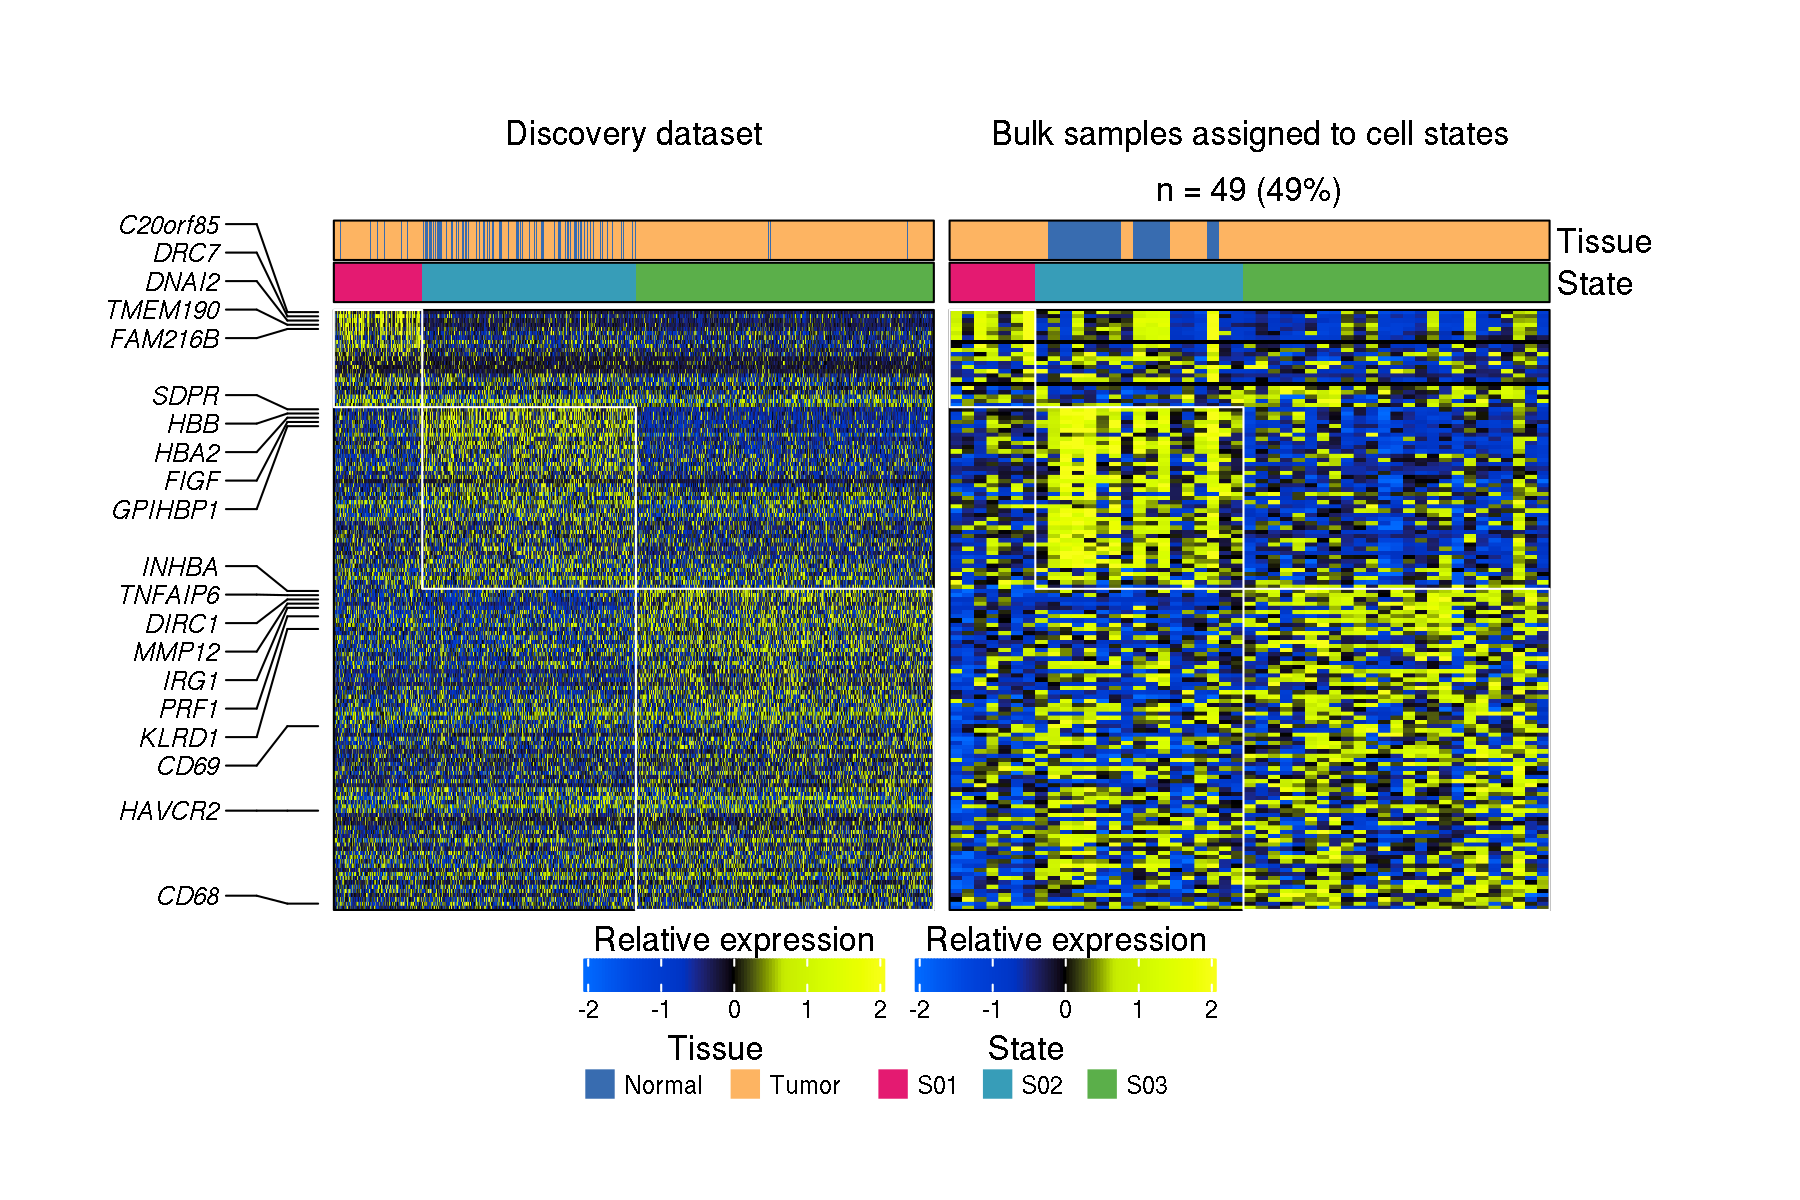 Discovery dataset
Bulk samples assigned to cell states
n = 49 (49%)
Tissue
State
C20orf85
DRC7
DNAI2
TMEM190
FAM216B
SDPR
HBB
HBA2
FIGF
GPIHBP1
INHBA
TNFAIP6
DIRC1
MMP12
IRG1
PRF1
KLRD1
CD69
HAVCR2
CD68
Relative expression
-2 -1 0 1 2
Relative expression
-2 -1 0 1 2
Tissue
Normal Tumor
State
S01 S02 S03